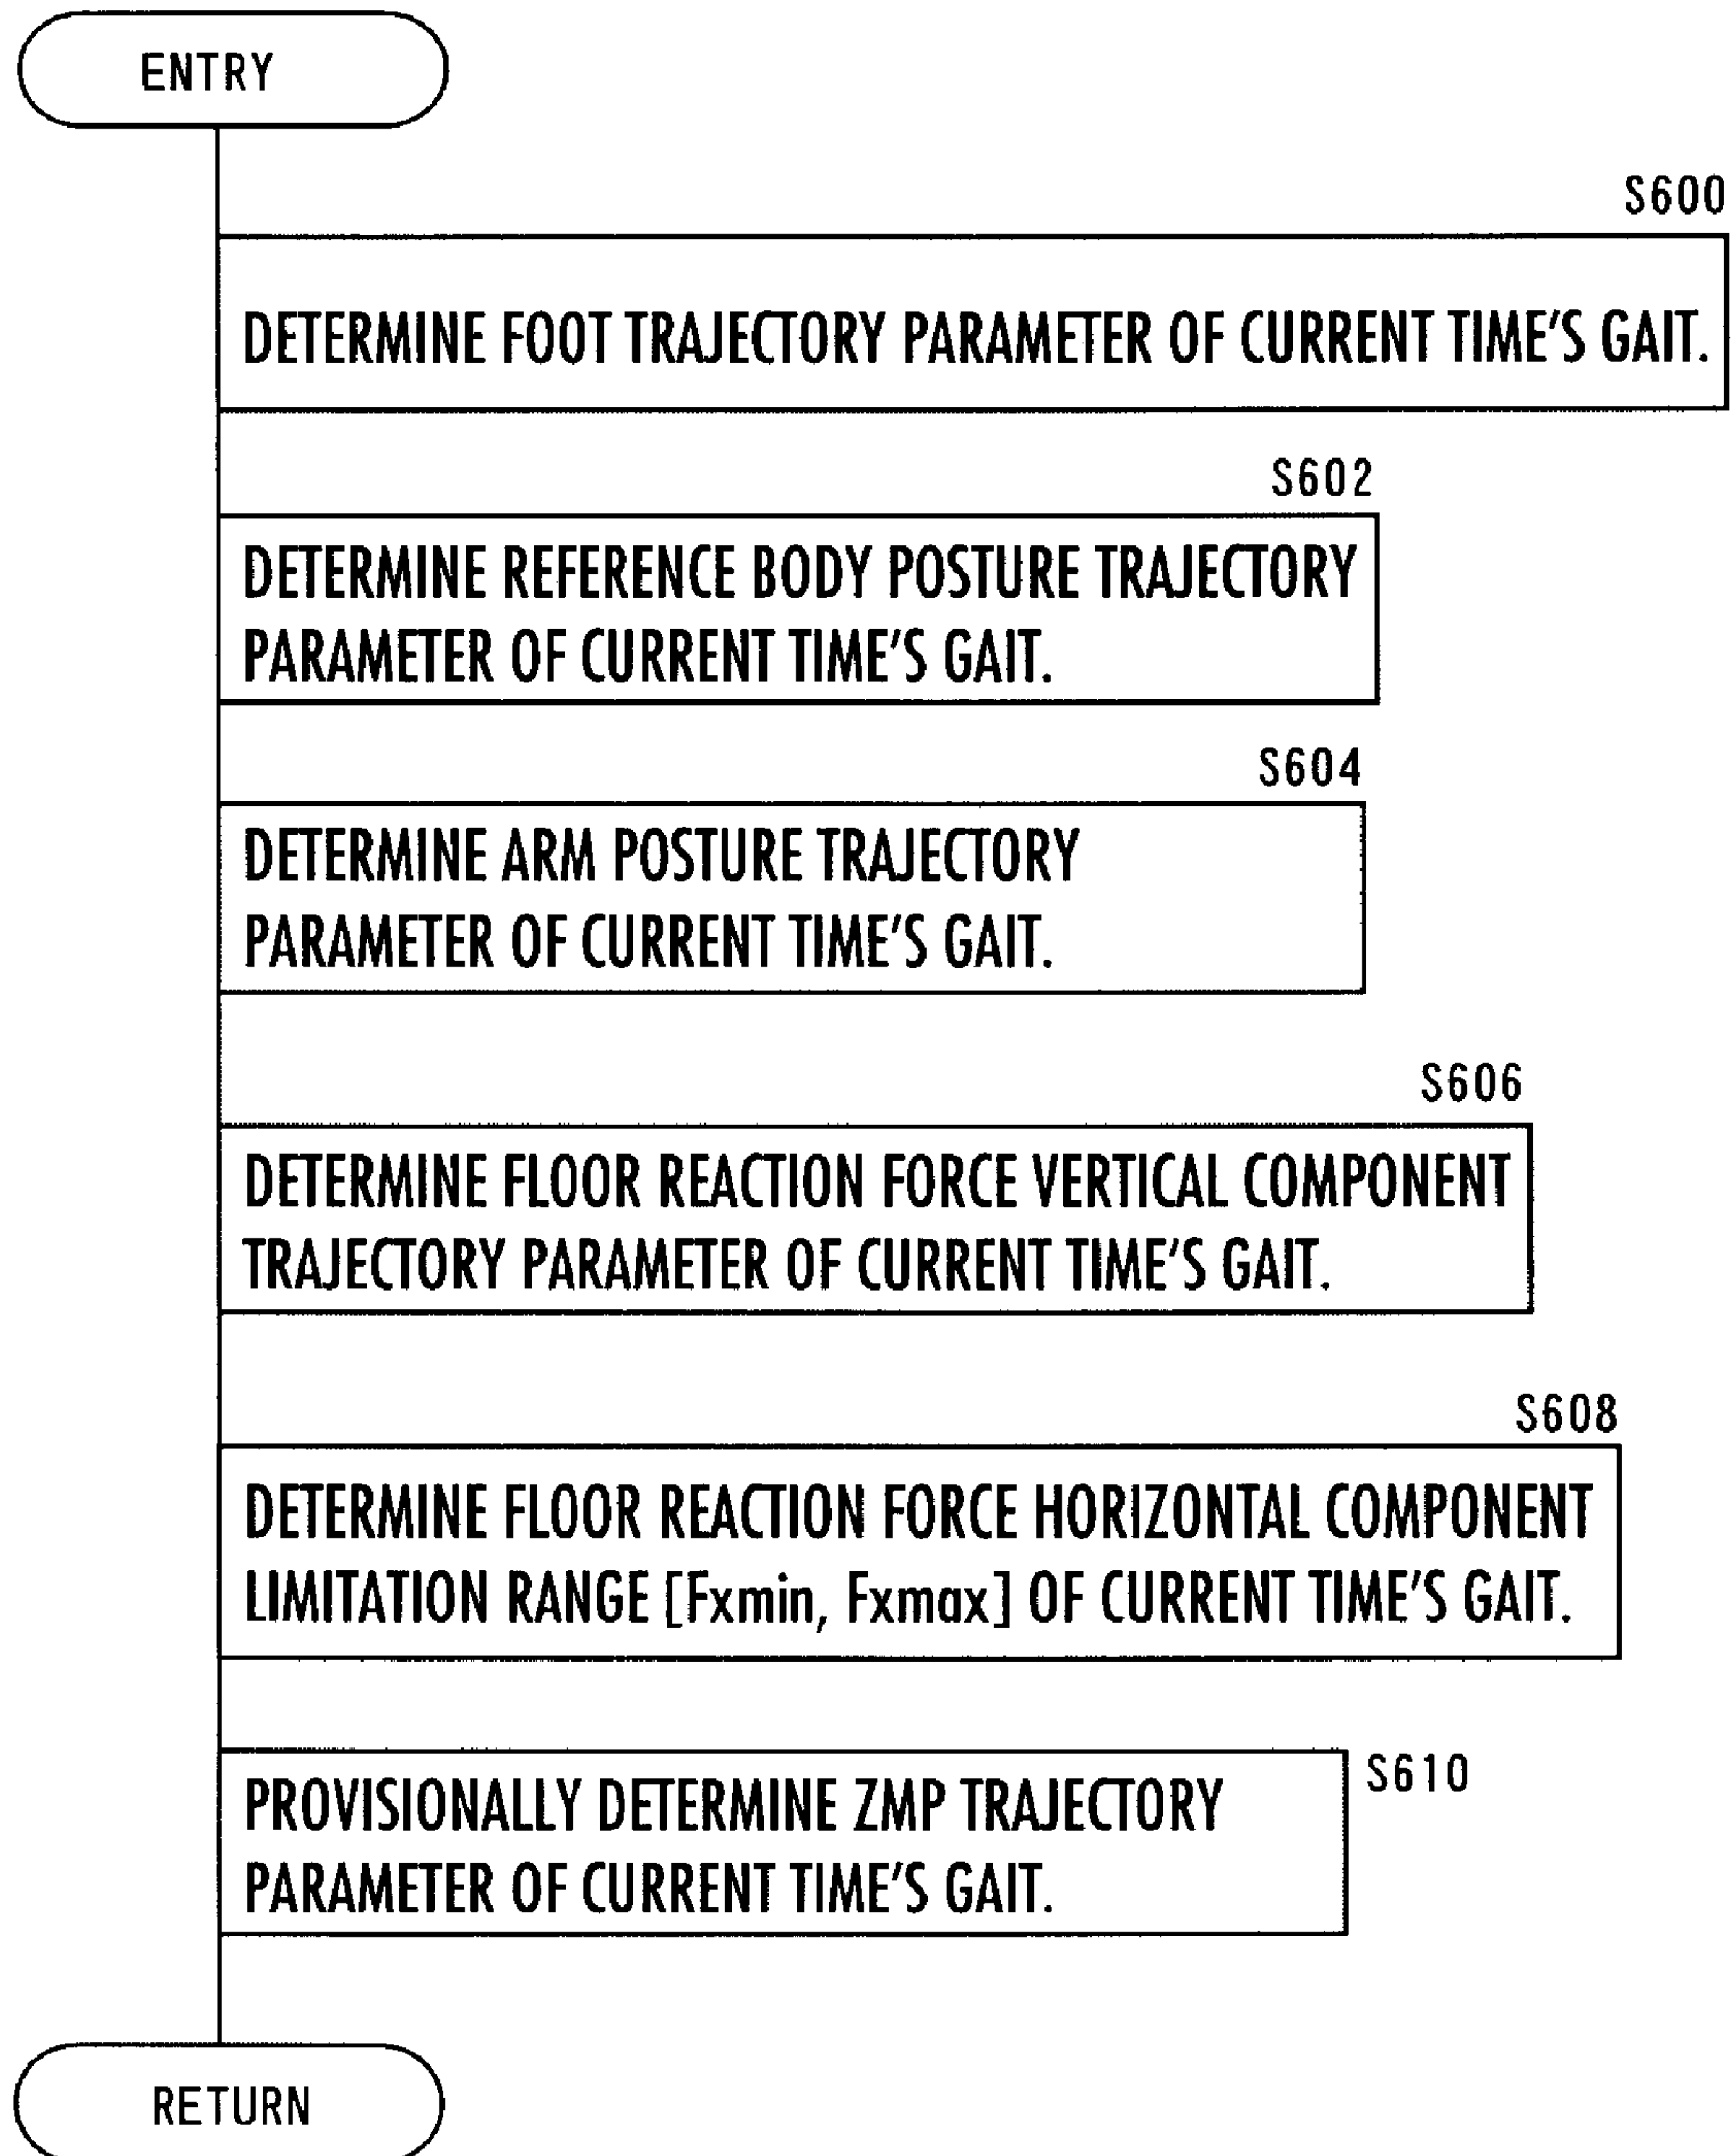 ENTRY
S600
DETERMINE FOOT TRAJECTORY PARAMETER OF CURRENT TIME'S GAIT.
S602
DETERMINE REFERENCE BODY POSTURE TRAJECTORY
PARAMETER OF CURRENT TIME'S GAIT.
S604
DETERMINE ARM POSTURE TRAJECTORY
PARAMETER OF CURRENT TIME'S GAIT.
S606
DETERMINE FLOOR REACTION FORCE VERTICAL COMPONENT
TRAJECTORY PARAMETER OF CURRENT TIME'S GAIT.
S608
DETERMINE FLOOR REACTION FORCE HORIZONTAL COMPONENT
LIMITATION RANGE [Fxmin, Fxmax] OF CURRENT TIME'S GAIT.
S610
PROVISIONALLY DETERMINE ZMP TRAJECTORY
PARAMETER OF CURRENT TIME'S GAIT.
RETURN